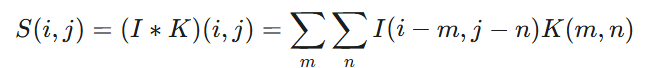 S(i, j) = (I ∗ K)(i, j) = ∑_m ∑_n I(i − m, j − n)K(m, n)